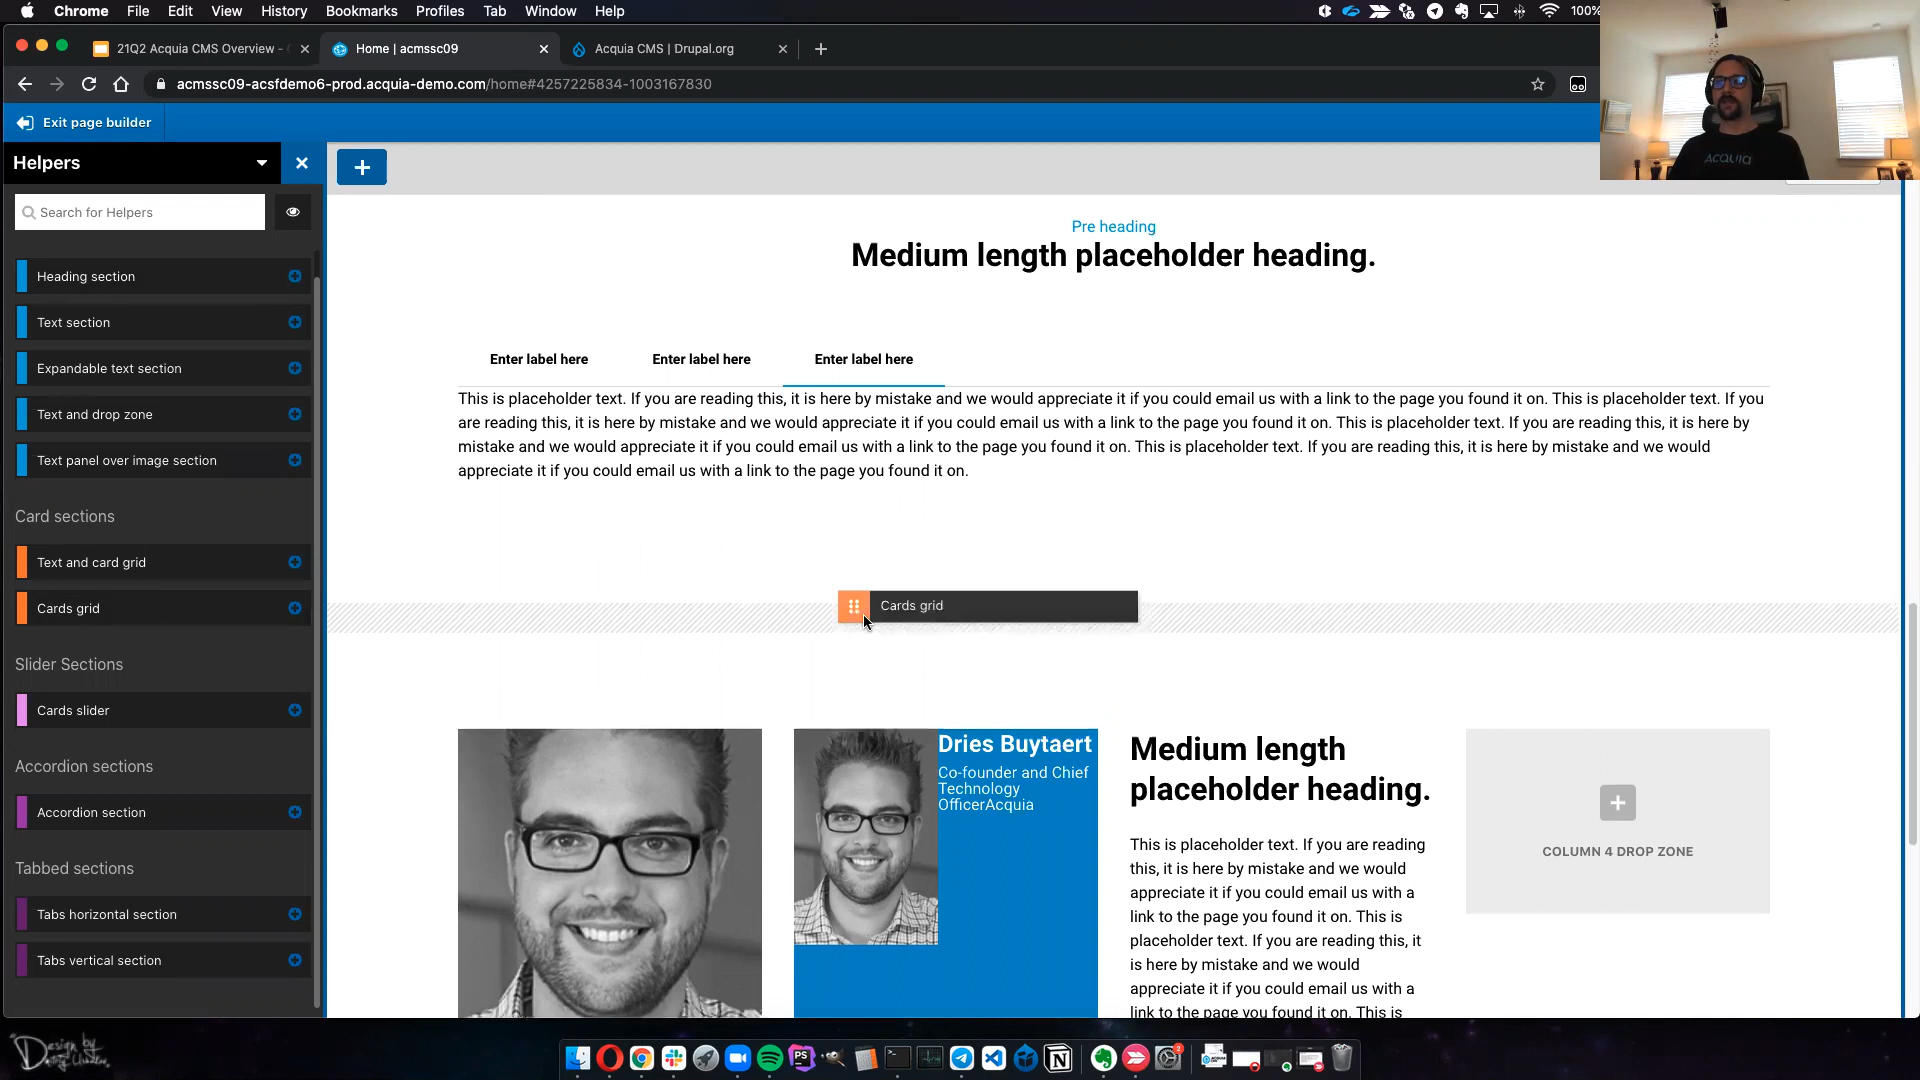 Chrome File Edit View History Bookmarks Profiles Tab Window Help 100%
21Q2 Acquia CMS Overview - Home | acmssc09 Acquia CMS | Drupal.org
acmssc09-acsfdemo6-prod.acquia-demo.com/home#4257225834-1003167830
Exit page builder
Helpers
Search for Helpers
Heading section
Text section
Expandable text section
Text and drop zone
Text panel over image section
Card sections
Text and card grid
Cards grid
Slider Sections
Cards slider
Accordion sections
Accordion section
Tabbed sections
Tabs horizontal section
Tabs vertical section
Pre heading
Medium length placeholder heading.
Enter label here Enter label here Enter label here
This is placeholder text. If you are reading this, it is here by mistake and we would appreciate it if you could email us with a link to the page you found it on. This is placeholder text. If you
are reading this, it is here by mistake and we would appreciate it if you could email us with a link to the page you found it on. This is placeholder text. If you are reading this, it is here by
mistake and we would appreciate it if you could email us with a link to the page you found it on. This is placeholder text. If you are reading this, it is here by mistake and we would
appreciate it if you could email us with a link to the page you found it on.
Cards grid
Dries Buytaert
Co-founder and Chief
Technology
OfficerAcquia
Medium length
placeholder heading.
This is placeholder text. If you are reading
this, it is here by mistake and we would
appreciate it if you could email us with a
link to the page you found it on. This is
placeholder text. If you are reading this, it
is here by mistake and we would
appreciate it if you could email us with a
link to the page you found it on. This is
COLUMN 4 DROP ZONE
ACQUIA
Design by
PS
2